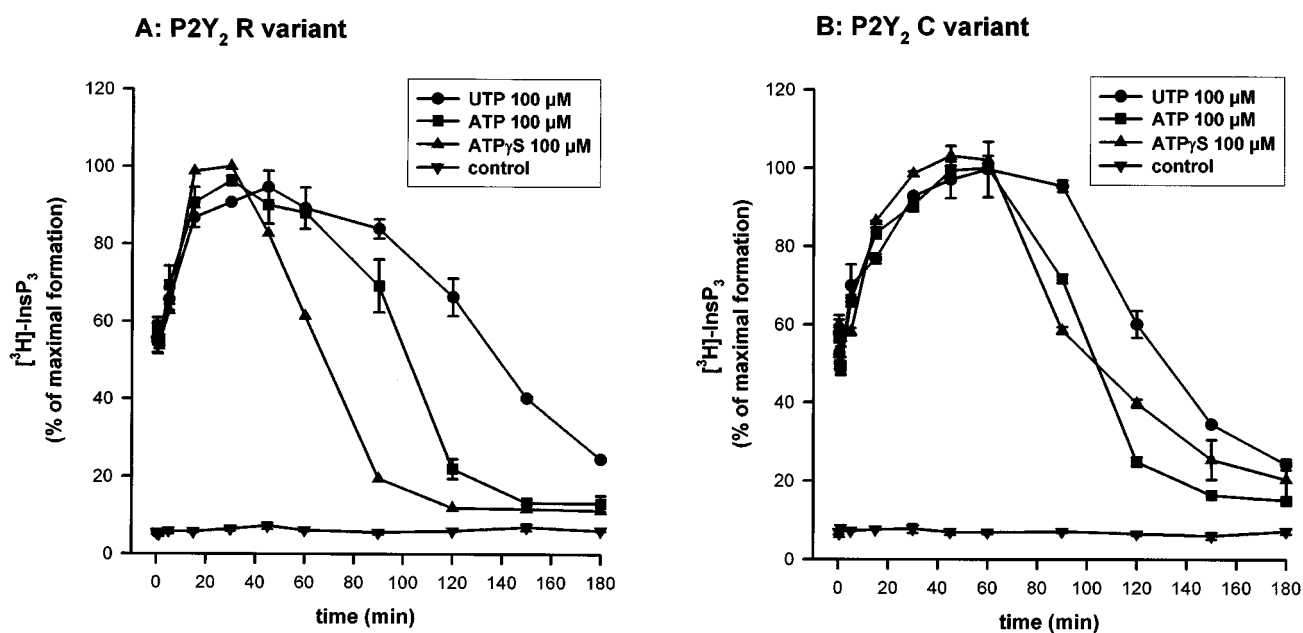 A: P2Y₂ R variant
120
100
80
60
40
20
0
[³H]-InsP₃
(% of maximal formation)
UTP 100 µM
ATP 100 µM
ATPγS 100 µM
control
0 20 40 60 80 100 120 140 160 180
time (min)
B: P2Y₂ C variant
120
100
80
60
40
20
0
[³H]-InsP₃
(% of maximal formation)
UTP 100 µM
ATP 100 µM
ATPγS 100 µM
control
0 20 40 60 80 100 120 140 160 180
time (min)